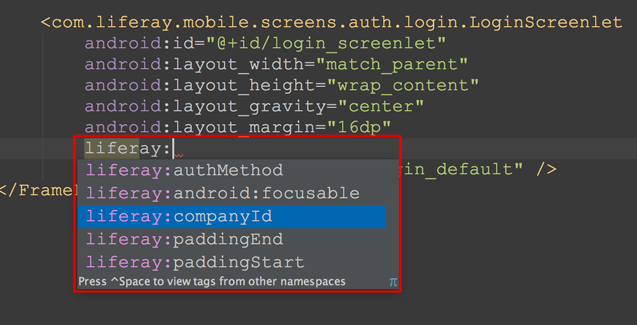 <com.liferay.mobile.screens.auth.login.LoginScreenlet
android:id="@+id/login_screenlet"
android:layout_width="match_parent"
android:layout_height="wrap_content"
android:layout_gravity="center"
android:layout_margin="16dp"
liferay:
liferay:authMethod gin_default" />
liferay:android:focusable
</Frame
liferay:companyId
liferay:paddingEnd
liferay:paddingStart
Press ^Space to view tags from other namespaces π